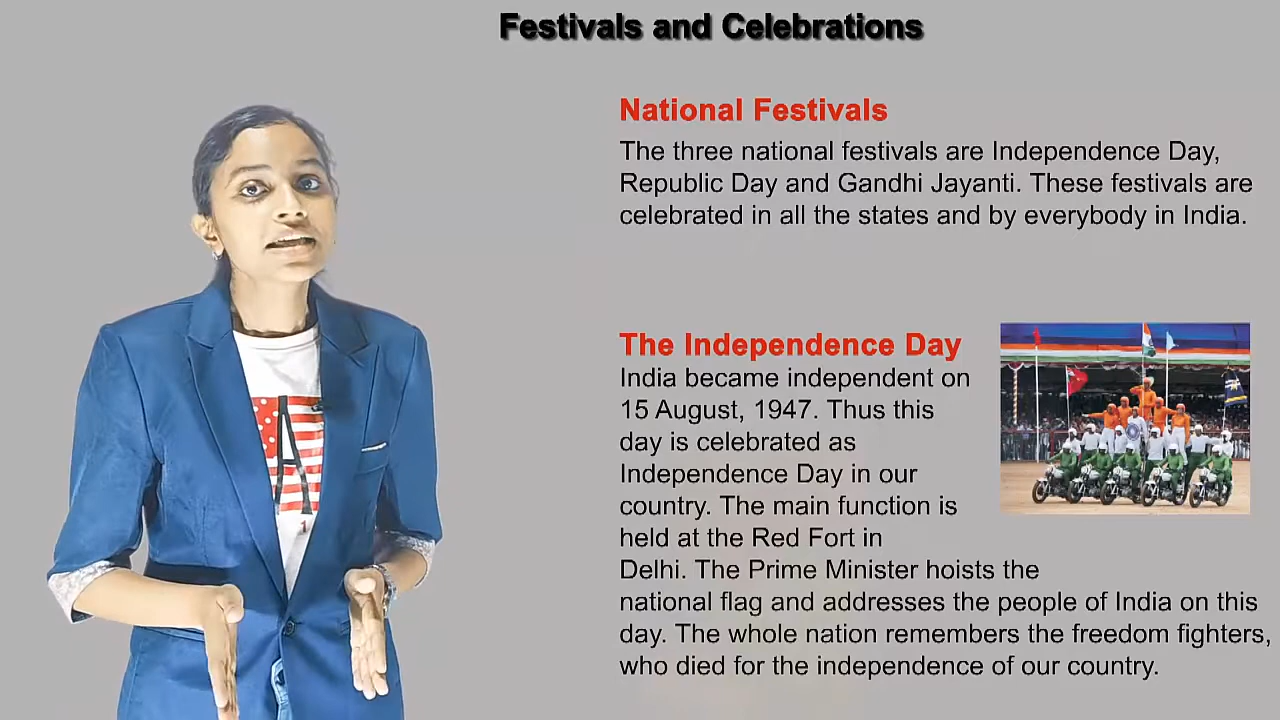 Festivals and Celebrations
National Festivals
The three national festivals are Independence Day,
Republic Day and Gandhi Jayanti. These festivals are
celebrated in all the states and by everybody in India.
The Independence Day
India became independent on
15 August, 1947. Thus this
day is celebrated as
Independence Day in our
country. The main function is
held at the Red Fort in
Delhi. The Prime Minister hoists the
national flag and addresses the people of India on this
day. The whole nation remembers the freedom fighters,
who died for the independence of our country.
A
1